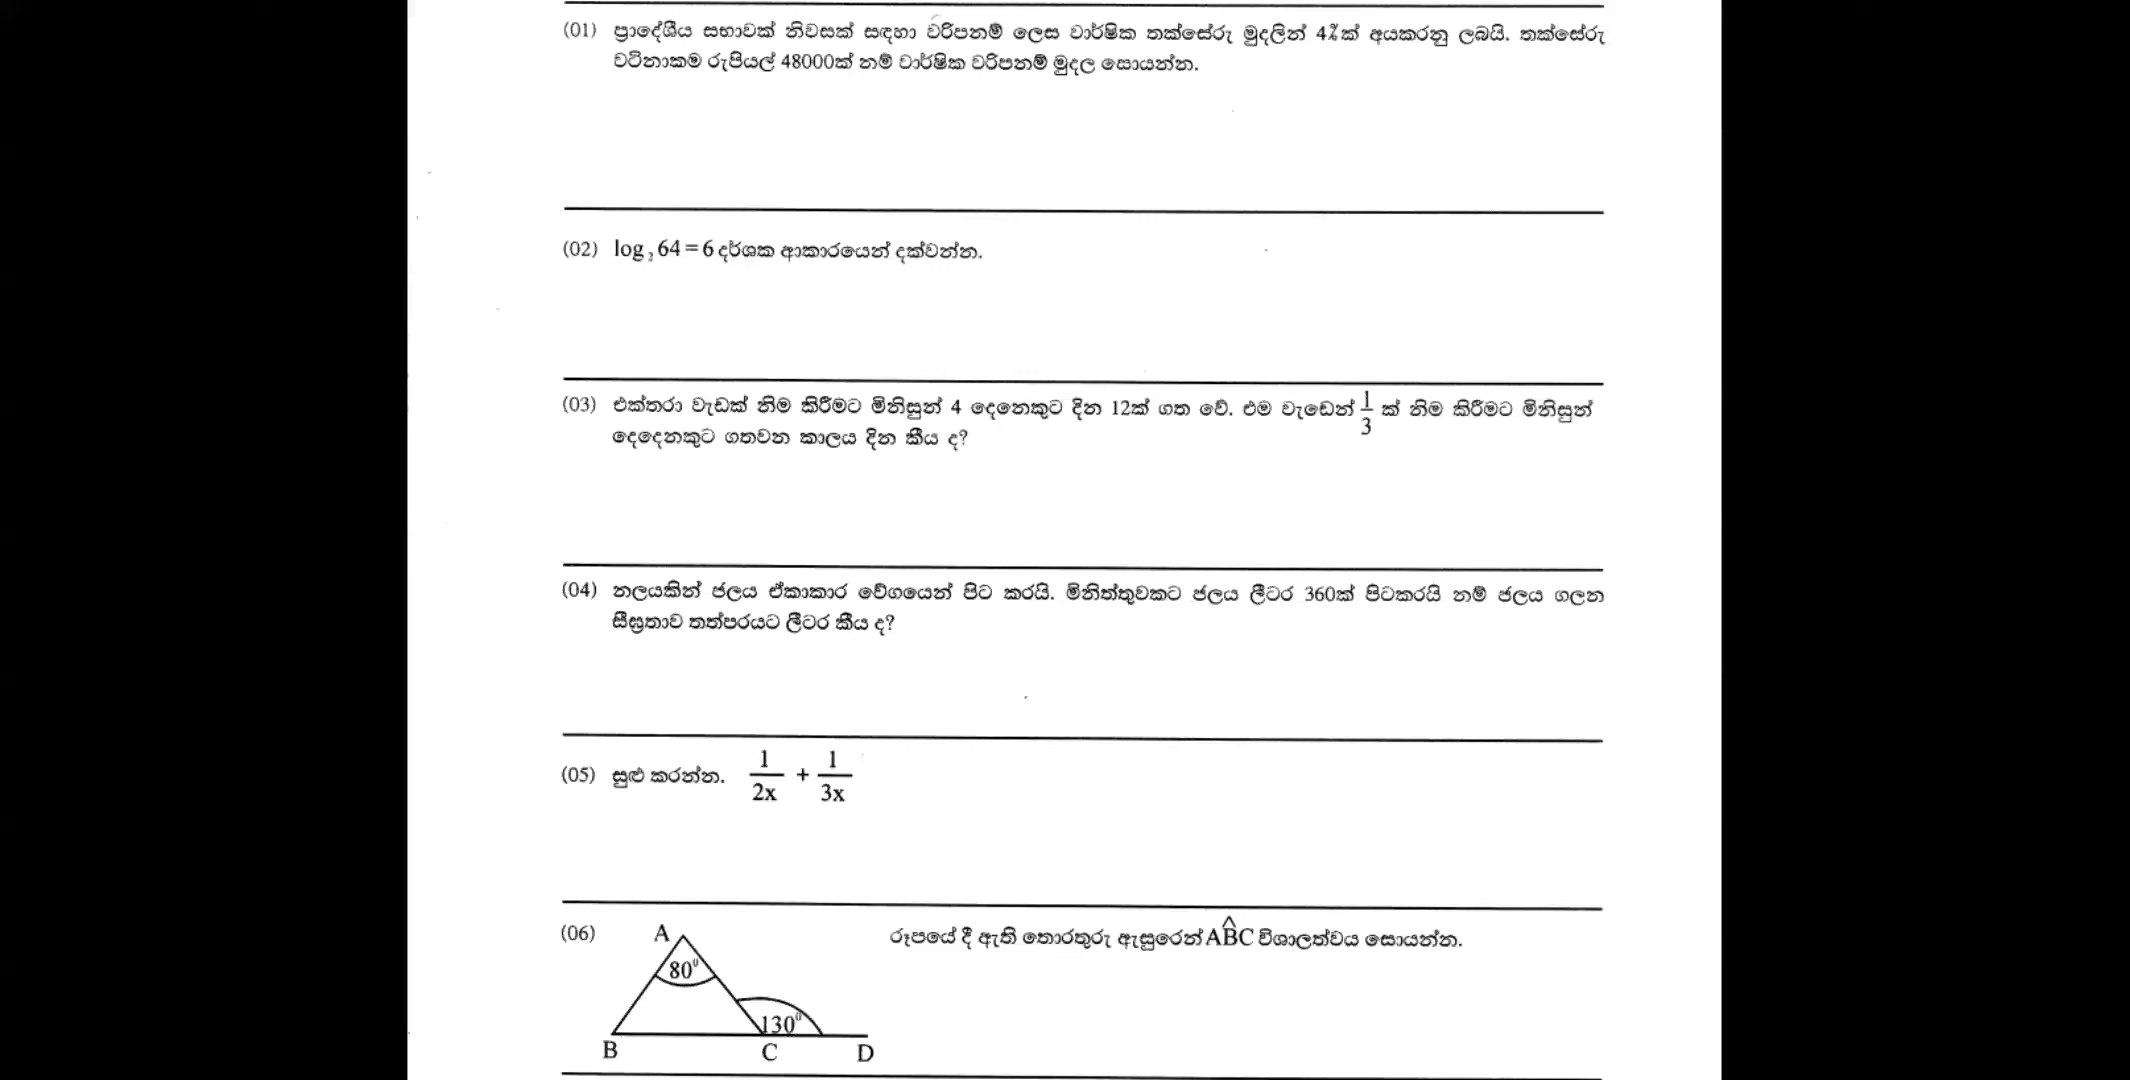 (01) ප්‍රාදේශීය සභාවක් නිවසක් සඳහා වරිපනම් ලෙස වාර්ෂික තක්සේරු මුදලින් 4%ක් අයකරනු ලබයි. තක්සේරු
වටිනාකම රුපියල් 48000ක් නම් වාර්ෂික වරිපනම් මුදල සොයන්න.
(02) log₂ 64 = 6 දර්ශක ආකාරයෙන් දක්වන්න.
(03) එක්තරා වැඩක් නිම කිරීමට මිනිසුන් 4 දෙනෙකුට දින 12ක් ගත වේ. එම වැඩෙන් 1/3 ක් නිම කිරීමට මිනිසුන්
දෙදෙනකුට ගතවන කාලය දින කීය ද?
(04) නලයකින් ජලය ඒකාකාර වේගයෙන් පිට කරයි. මිනිත්තුවකට ජලය ලීටර 360ක් පිටකරයි නම් ජලය ගලන
සීඝ්‍රතාව තත්පරයට ලීටර කීය ද?
(05) සුළු කරන්න. 1/2x + 1/3x
(06) රූපයේ දී ඇති තොරතුරු ඇසුරෙන් AB̂C විශාලත්වය සොයන්න.
A
80⁰
130⁰
B C D